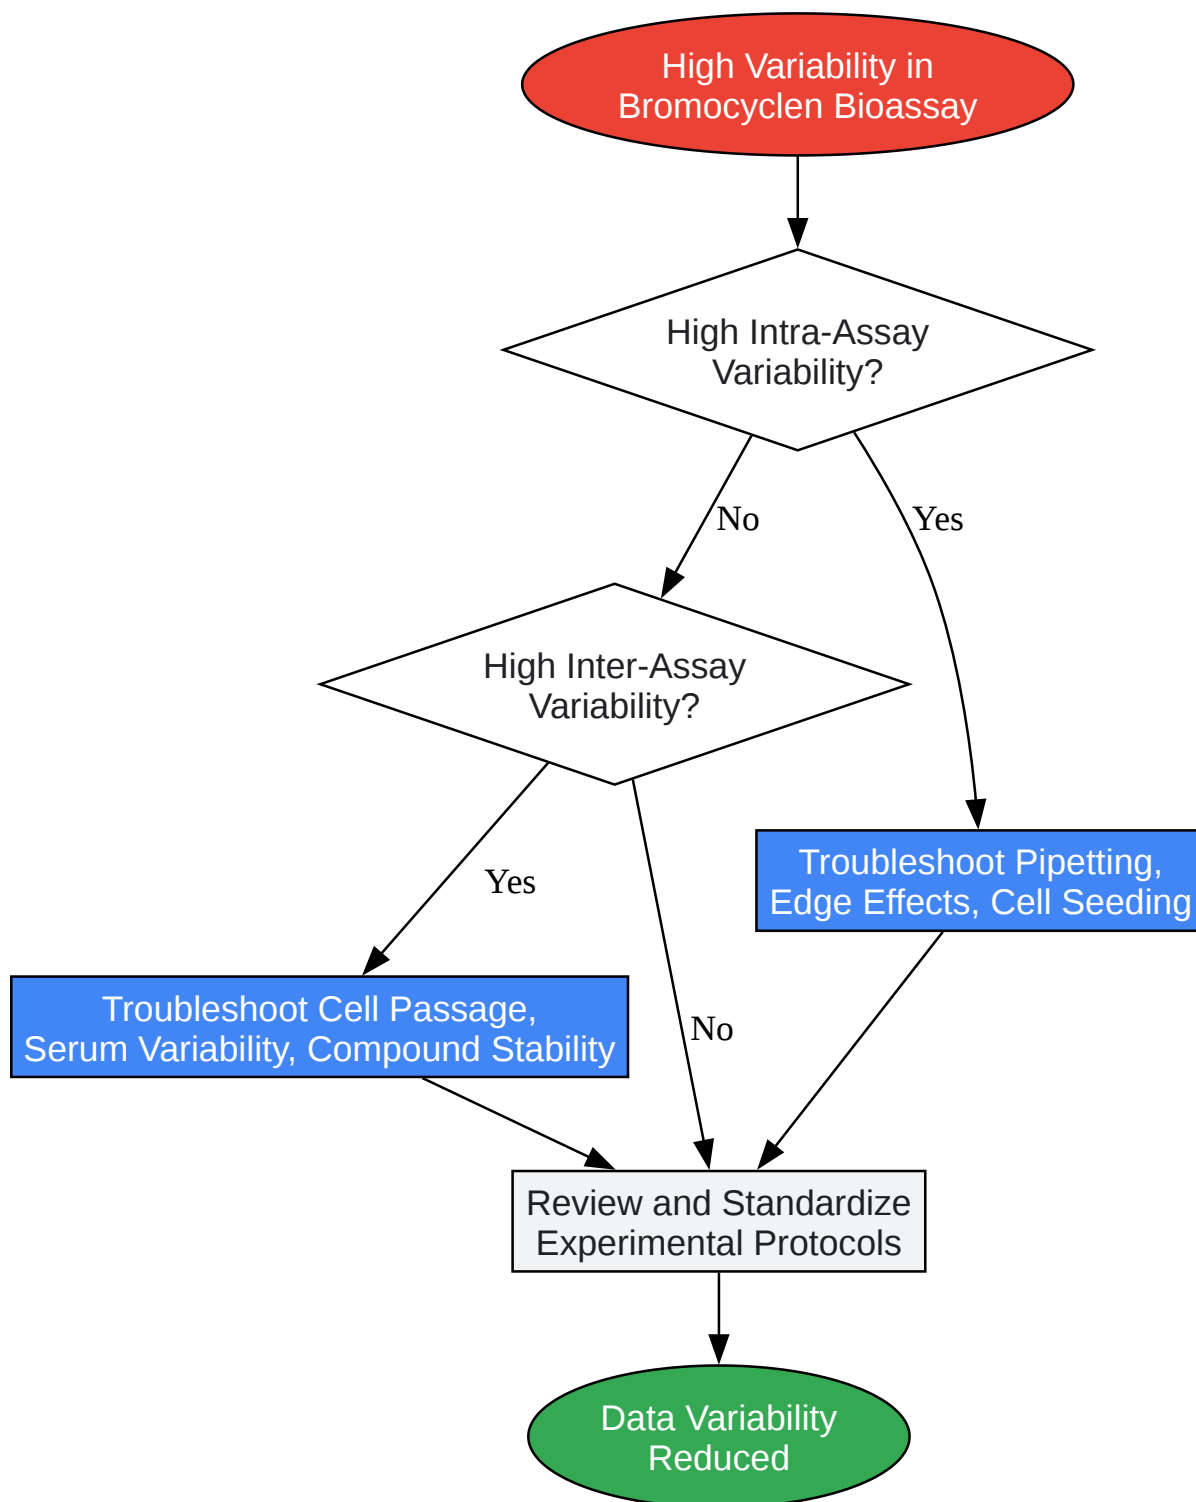 High Variability in
Bromocyclen Bioassay
High Intra-Assay
Variability?
No
Yes
High Inter-Assay
Variability?
Yes
No
Troubleshoot Pipetting,
Edge Effects, Cell Seeding
Troubleshoot Cell Passage,
Serum Variability, Compound Stability
Review and Standardize
Experimental Protocols
Data Variability
Reduced